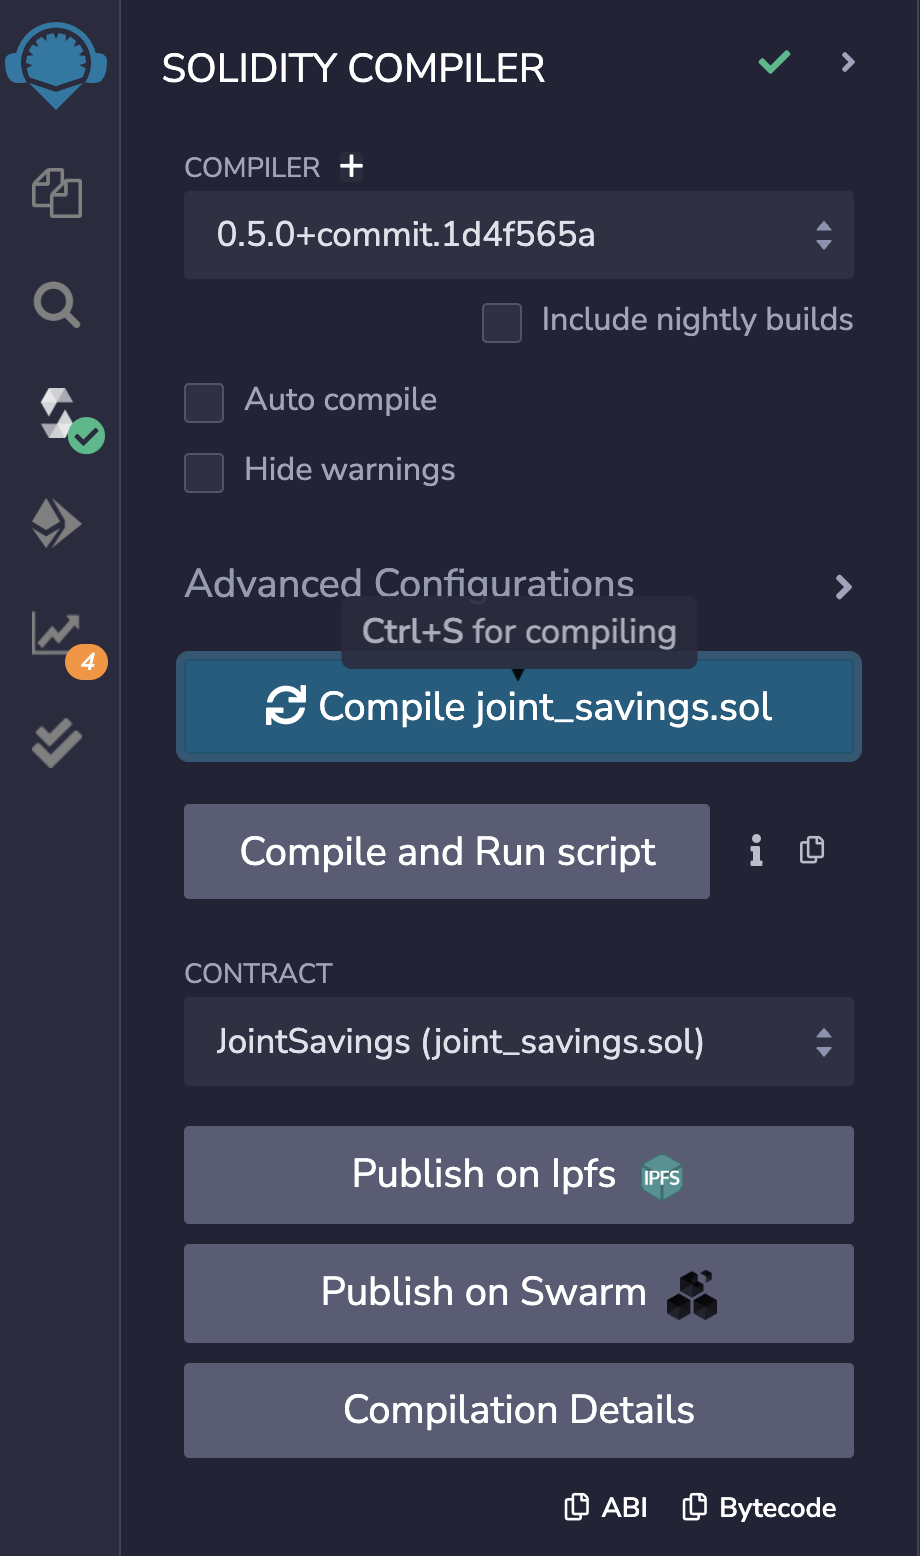 SOLIDITY COMPILER
COMPILER +
0.5.0+commit.1d4f565a
Include nightly builds
Auto compile
Hide warnings
Advanced Configurations
Ctrl+S for compiling
Compile joint_savings.sol
4
Compile and Run script
CONTRACT
JointSavings (joint_savings.sol)
Publish on Ipfs IPFS
Publish on Swarm
Compilation Details
ABI Bytecode